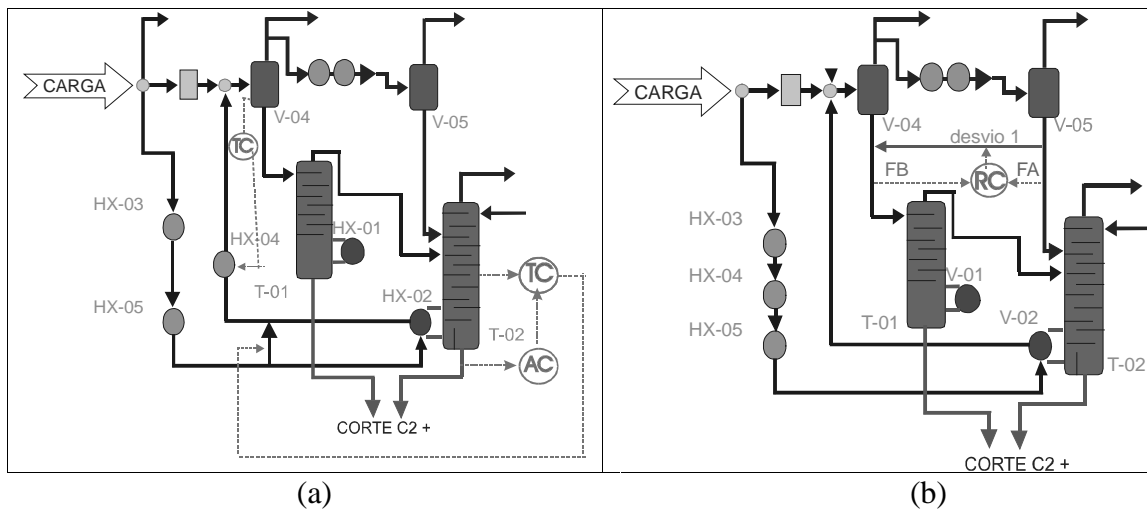 CARGA
V-04
V-05
TC
HX-03
HX-01
HX-04
TC
T-01
HX-02
HX-05
T-02
AC
CORTE C2 +
(a)
CARGA
V-04
V-05
desvio 1
FB
RC
FA
HX-03
HX-04
V-01
HX-05
T-01
V-02
T-02
CORTE C2 +
(b)